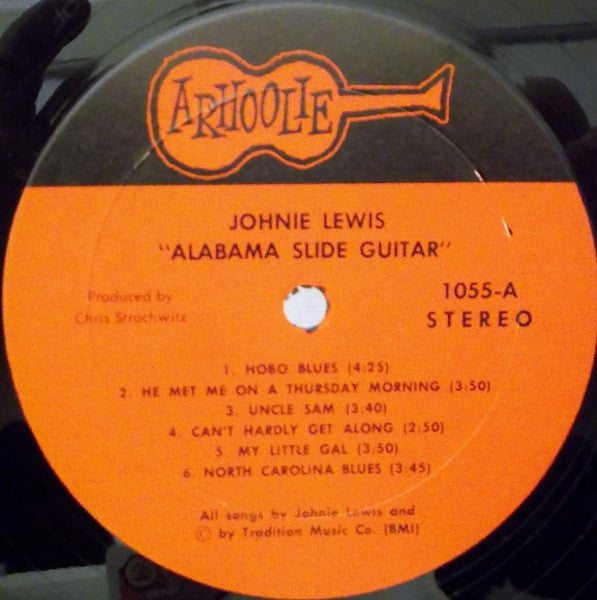 ARHOOLIE
JOHNIE LEWIS
"ALABAMA SLIDE GUITAR"
Produced by
Chris Strachwitz
1055-A
STEREO
1. HOBO BLUES (4:25)
2. HE MET ME ON A THURSDAY MORNING (3:50)
3. UNCLE SAM (3:40)
4. CAN'T HARDLY GET ALONG (2:50)
5. MY LITTLE GAL (3:50)
6. NORTH CAROLINA BLUES (3:45)
All songs by Johnie Lewis and
© by Tradition Music Co. (BMI)